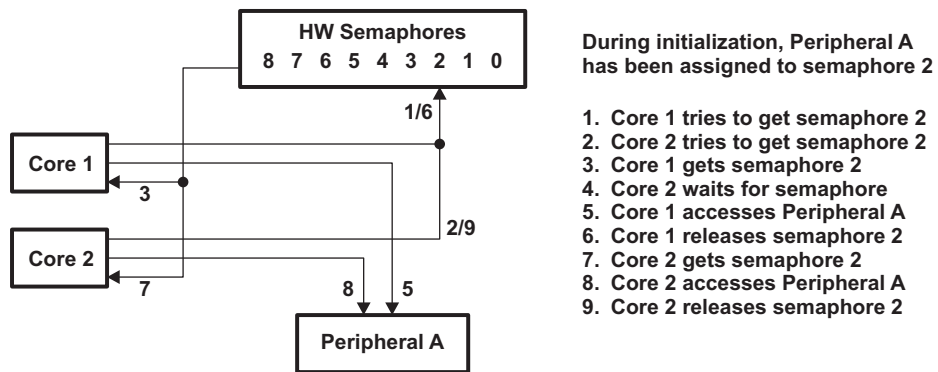 HW Semaphores
8 7 6 5 4 3 2 1 0
1/6
Core 1
3
Core 2
2/9
7
8
5
Peripheral A
During initialization, Peripheral A
has been assigned to semaphore 2
1. Core 1 tries to get semaphore 2
2. Core 2 tries to get semaphore 2
3. Core 1 gets semaphore 2
4. Core 2 waits for semaphore
5. Core 1 accesses Peripheral A
6. Core 1 releases semaphore 2
7. Core 2 gets semaphore 2
8. Core 2 accesses Peripheral A
9. Core 2 releases semaphore 2